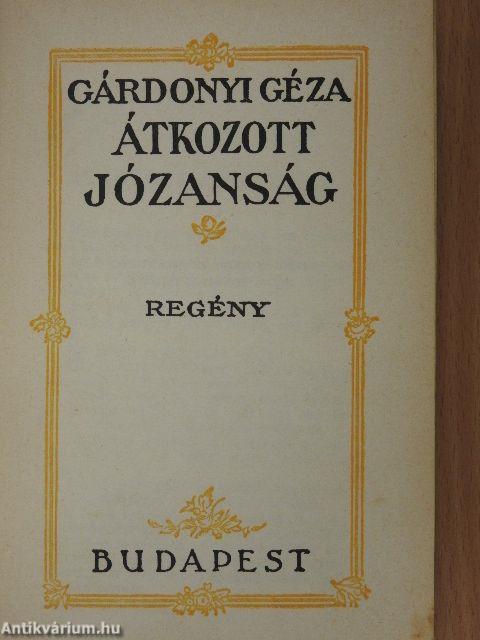 GÁRDONYI GÉZA
ÁTKOZOTT
JÓZANSÁG
REGÉNY
BUDAPEST
Antikvárium.hu